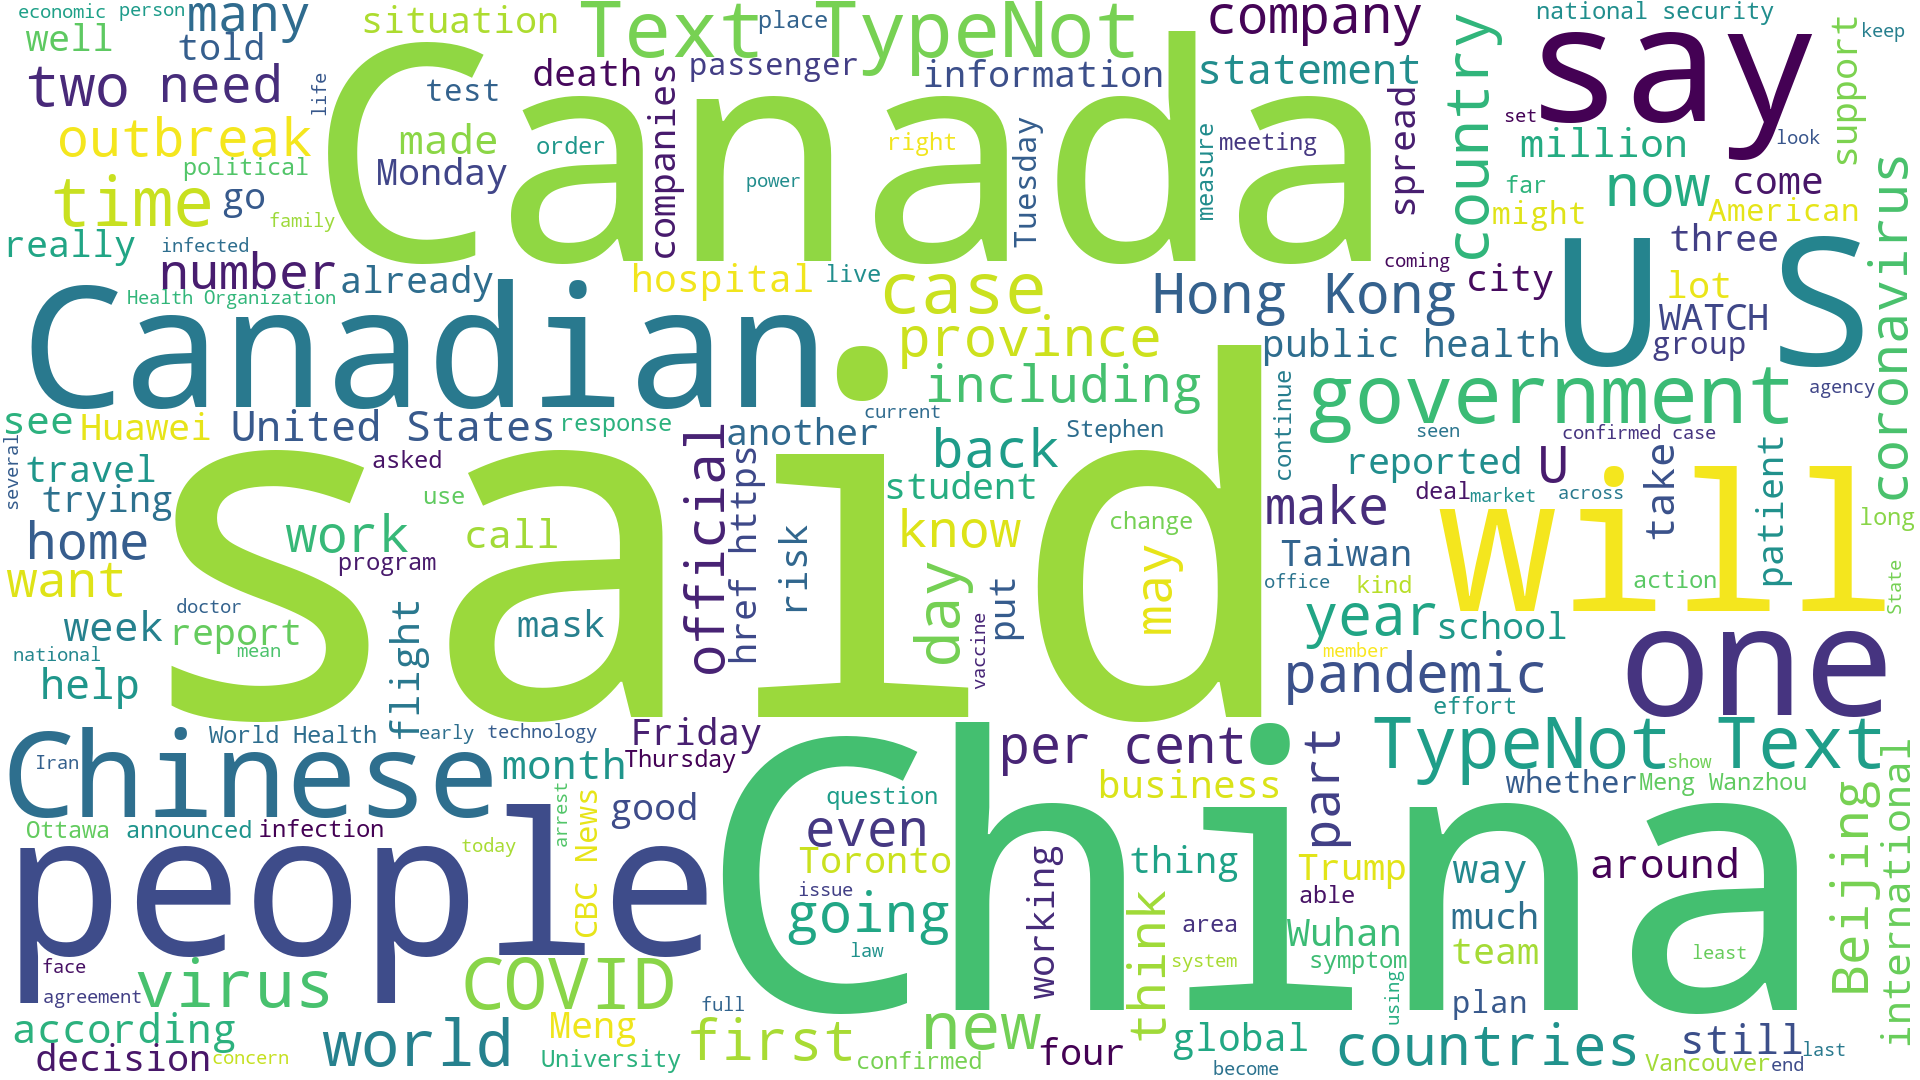 economic person many
situation
Text TypeNot
place
company
national security
say
keep
well
told
two need
death
passenger
information
statement
country
support
Canada
test
life
companies
spread
outbreak
made
order
Monday
right
meeting
Tuesday
measure
power
set
million
look
political
time
go
family
far
might
now
come
American
coronavirus
really
infected
number
already
hospital
live
case
coming
Hong Kong
city
three
lot
U S
Health Organization
Canadian
province
public health
WATCH
group
including
government
agency
see
Huawei
United States
response
current
another
Stephen
continue
seen
confirmed case
several
travel
asked
official
href https
back
reported
U
take
patient
trying
use
student
deal
market
across
will
long
said
home
work
call
risk
know
change
make
Taiwan
program
want
day
may
put
office
kind
action
State
doctor
week
report
mask
flight
vaccine
year
school
one
national
mean
member
help
pandemic
effort
World Health
early technology
Friday
Thursday
per cent
TypeNot Text
Chinese
Iran
month
part
show
whether
Meng Wanzhou
business
question
arrest
CBC News
good
Ottawa announced infection
even
today
people
China
Toronto
thing
Trump
way
around
Beijing
international
issue
able
going
working
think
area
Wuhan
much
law
system
symptom
team
least
face
agreement
virus
COVID
full
using
plan
according
world
Meng
first
new
four
global
countries
still
last
decision
concern
University
confirmed
become
Vancouver
end